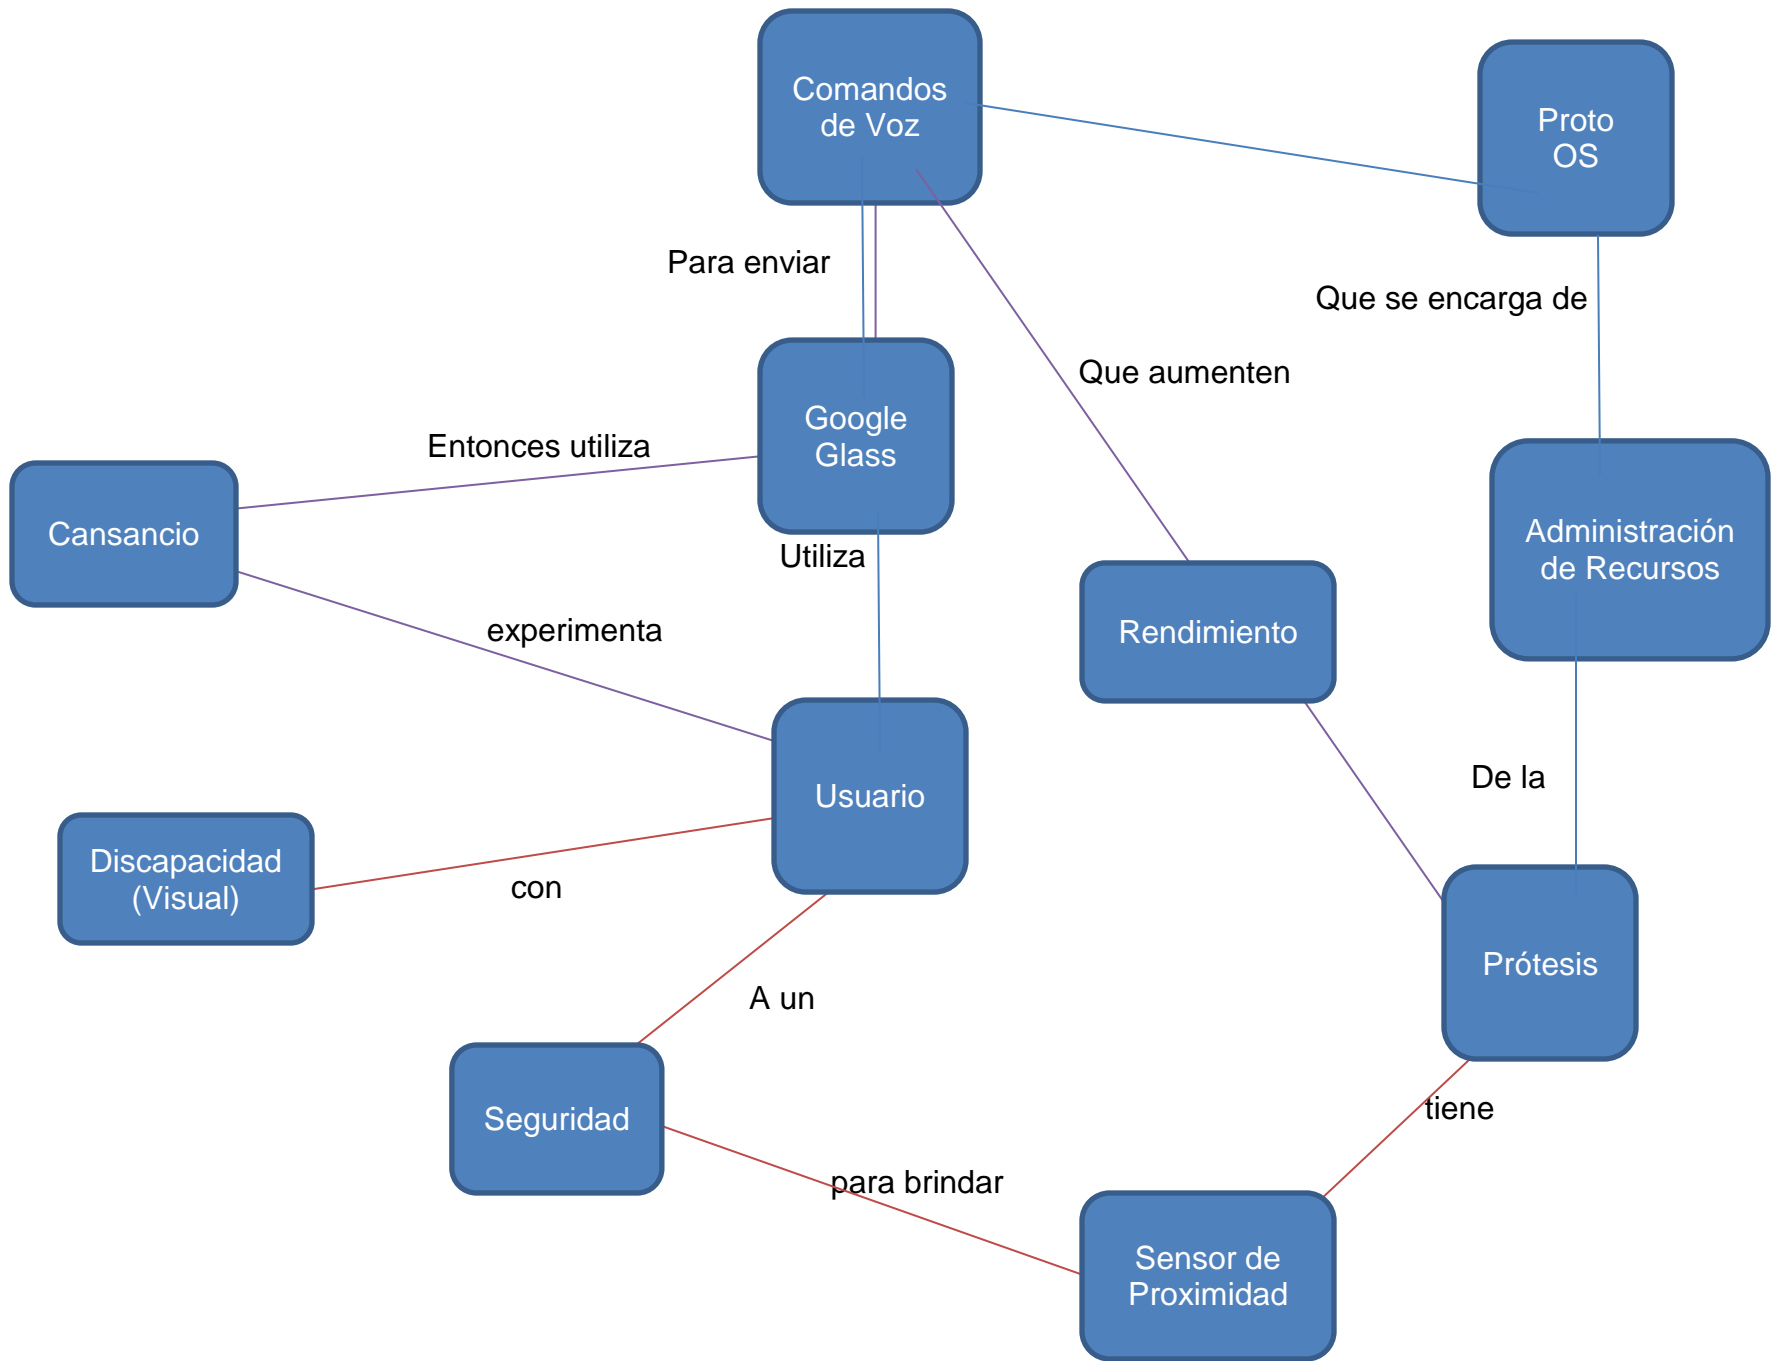 Comandos
de Voz
Proto
OS
Para enviar
Que se encarga de
Que aumenten
Google
Glass
Entonces utiliza
Cansancio
Utiliza
Administración
de Recursos
experimenta
Rendimiento
De la
Usuario
Discapacidad
(Visual)
con
Prótesis
A un
Seguridad
tiene
para brindar
Sensor de
Proximidad